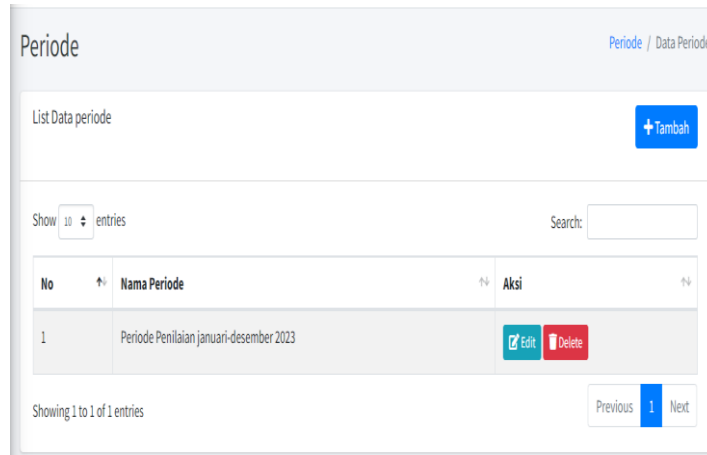 Periode
Periode / Data Periode
List Data periode
Tambah
Show 10 entries
Search:
No Nama Periode Aksi
1 Periode Penilaian januari-desember 2023 Edit Delete
Showing 1 to 1 of 1 entries
Previous 1 Next